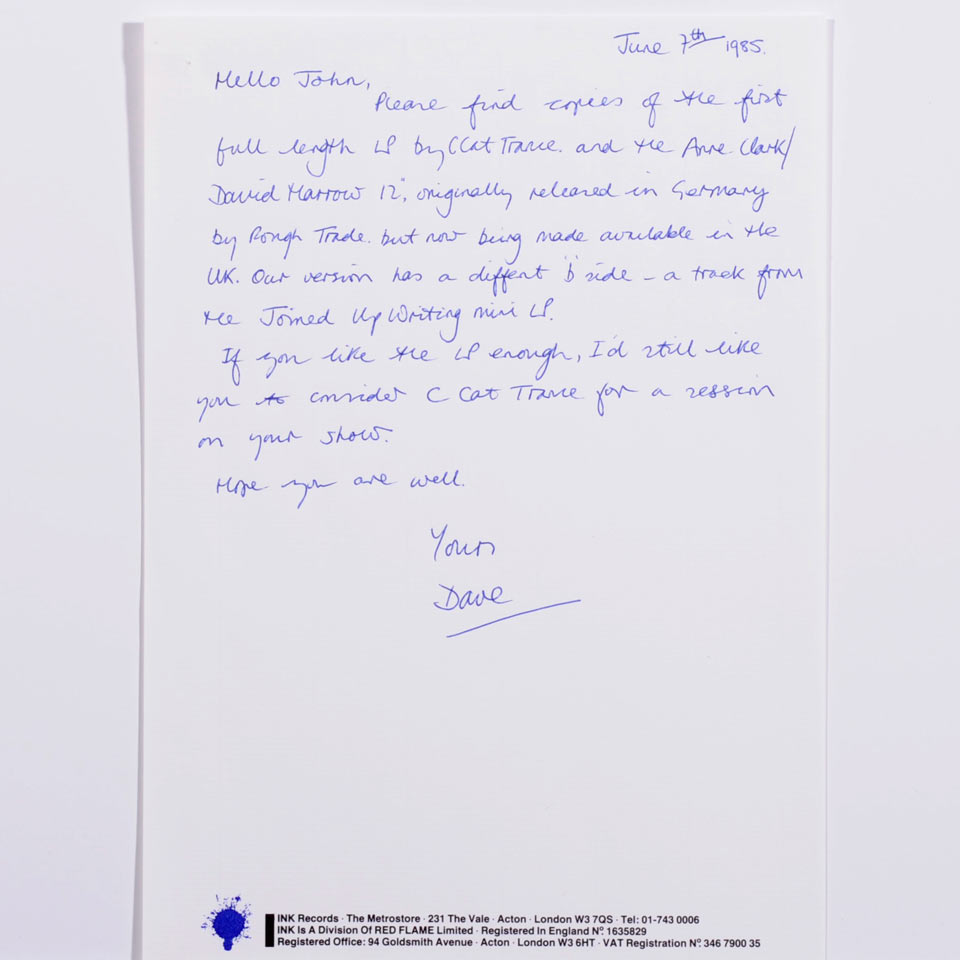 June 7th 1985.
Hello John,
Please find copies of the first
full length LP by CCat Trance. and the Anne Clark/
David Harrow 12", originally released in Germany
by Rough Trade. but now being made available in the
UK. Our version has a diffent "b" side - a track from
the Joined Up Writing mini LP.
If you like the LP enough, I'd still like
you to consider C Cat Trance for a session
on your show.
Hope you are well.
Yours
Dave
INK Records · The Metrostore · 231 The Vale · Acton · London W3 7QS · Tel: 01-743 0006
INK Is A Division Of RED FLAME Limited · Registered In England Nº 1635829
Registered Office: 94 Goldsmith Avenue · Acton · London W3 6HT · VAT Registration Nº 346 7900 35